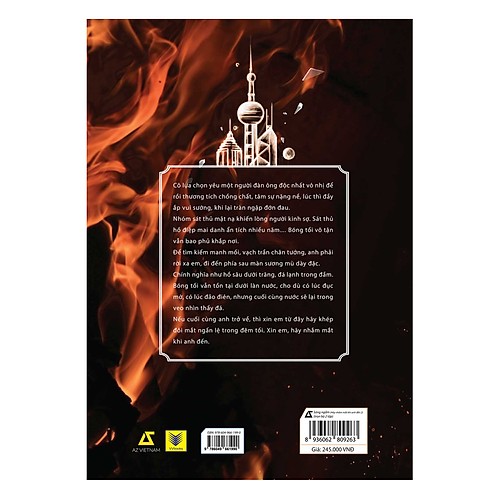 Cô lựa chọn yêu một người đàn ông độc nhất vô nhị để
rồi thương tích chồng chất, tâm sự nặng nề, lúc thì đầy
ắp vui sướng, khi lại tràn ngập đớn đau.
Nhóm sát thủ mặt nạ khiến lòng người kinh sợ. Sát thủ
hồ điệp mai danh ẩn tích nhiều năm.... Bóng tối vô tận
vẫn bao phủ khắp nơi.
Để tìm kiếm manh mối, vạch trần chân tướng, anh phải
rời xa em, đi đến phía sau màn sương mù dày đặc.
Chính nghĩa như hồ sâu dưới trăng, đá lạnh trong đầm.
Bóng tối vẫn tồn tại dưới làn nước, cho dù có lúc đục
mờ, có lúc đảo điên, nhưng cuối cùng nước sẽ lại trong
veo nhìn thấy đá.
Nếu cuối cùng anh trở về, thì xin em từ đây hãy khép
đôi mắt ngấn lệ trong đêm tối. Xin em, hãy nhắm mắt
khi anh đến.
AZ VIETNAM
8 936062 809263
Giá: 245.000 VNĐ